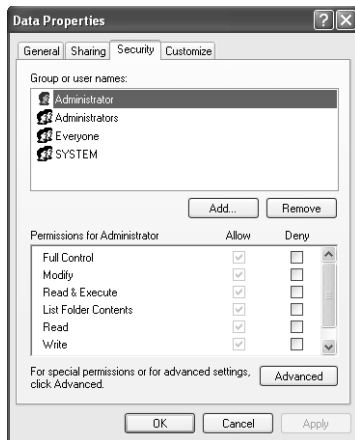 Data Properties
General Sharing Security Customize
Group or user names:
Administrator
Administrators
Everyone
SYSTEM
Add... Remove
Permissions for Administrator Allow Deny
Full Control
Modify
Read & Execute
List Folder Contents
Read
Write
For special permissions or for advanced settings, Advanced
click Advanced.
OK Cancel Apply